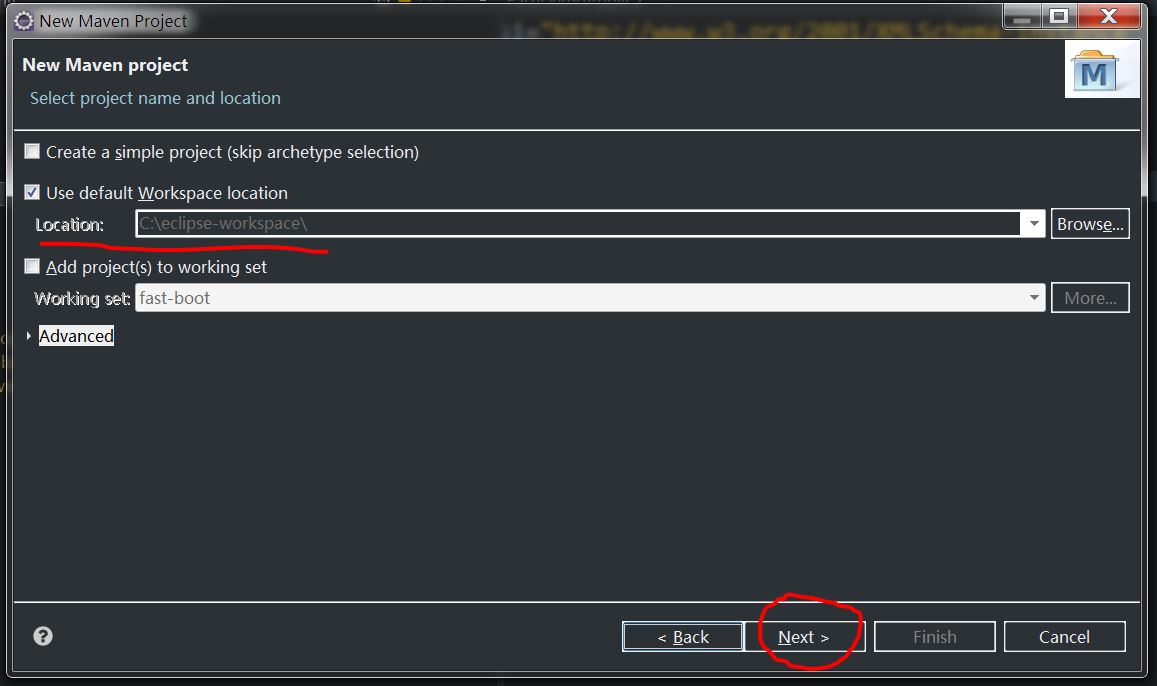 New Maven Project
New Maven project
Select project name and location
M
Create a simple project (skip archetype selection)
Use default Workspace location
Location: C:\eclipse-workspace\ Browse...
Add project(s) to working set
Working set: fast-boot More...
Advanced
? < Back Next > Finish Cancel